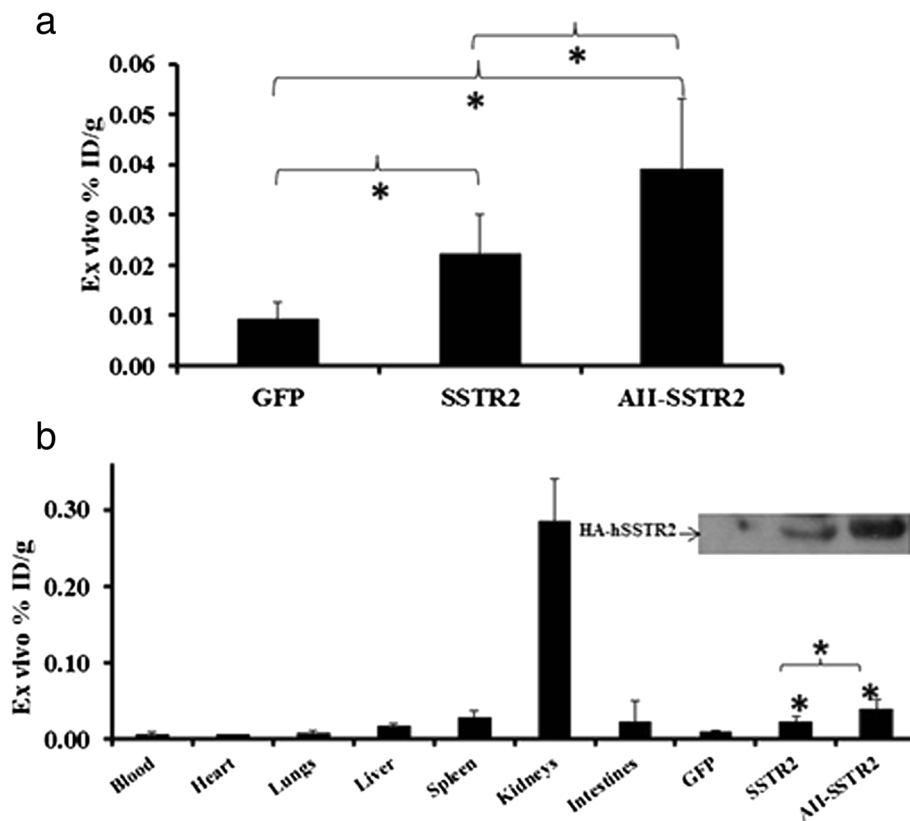 a
*
*
*
Ex vivo % ID/g
0.06
0.05
0.04
0.03
0.02
0.01
0.00
GFP SSTR2 AII-SSTR2
b
Ex vivo % ID/g
0.30
0.20
0.10
0.00
HA-hSSTR2
*
* *
Blood Heart Lungs Liver Spleen Kidneys Intestines GFP SSTR2 AII-SSTR2